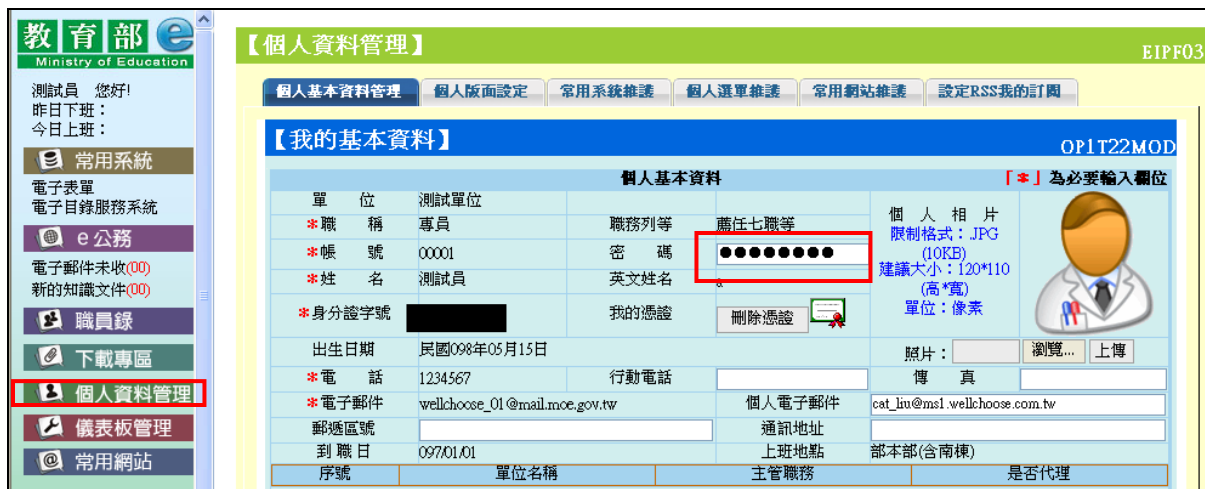 教育部
Ministry of Education
測試員 您好!
昨日下班:
今日上班:
常用系統
電子表單
電子目錄服務系統
e公務
電子郵件未收(00)
新的知識文件(00)
職員錄
下載專區
個人資料管理
儀表板管理
常用網站
【個人資料管理】 EIPF03
個人基本資料管理 個人版面設定 常用系統維護 個人選單維護 常用網站維護 設定RSS我的訂閱
【我的基本資料】 OP1T22MOD
個人基本資料 「*」為必要輸入欄位
單 位 測試單位
*職 稱 專員 職務列等 薦任七職等
*帳 號 00001 密 碼 ●●●●●●●●
*姓 名 測試員 英文姓名 a
*身分證字號 我的憑證 刪除憑證
個 人 相 片
限制格式:JPG
(10KB)
建議大小:120*110
(高*寬)
單位:像素
出生日期 民國098年05月15日 照片: 瀏覽... 上傳
*電 話 1234567 行動電話 傳 真
*電子郵件 wellchoose_01@mail.moe.gov.tw 個人電子郵件 cat_liu@ms1.wellchoose.com.tw
郵遞區號 通訊地址
到 職 日 097/01/01 上班地點 部本部(含南棟)
序號 單位名稱 主管職務 是否代理